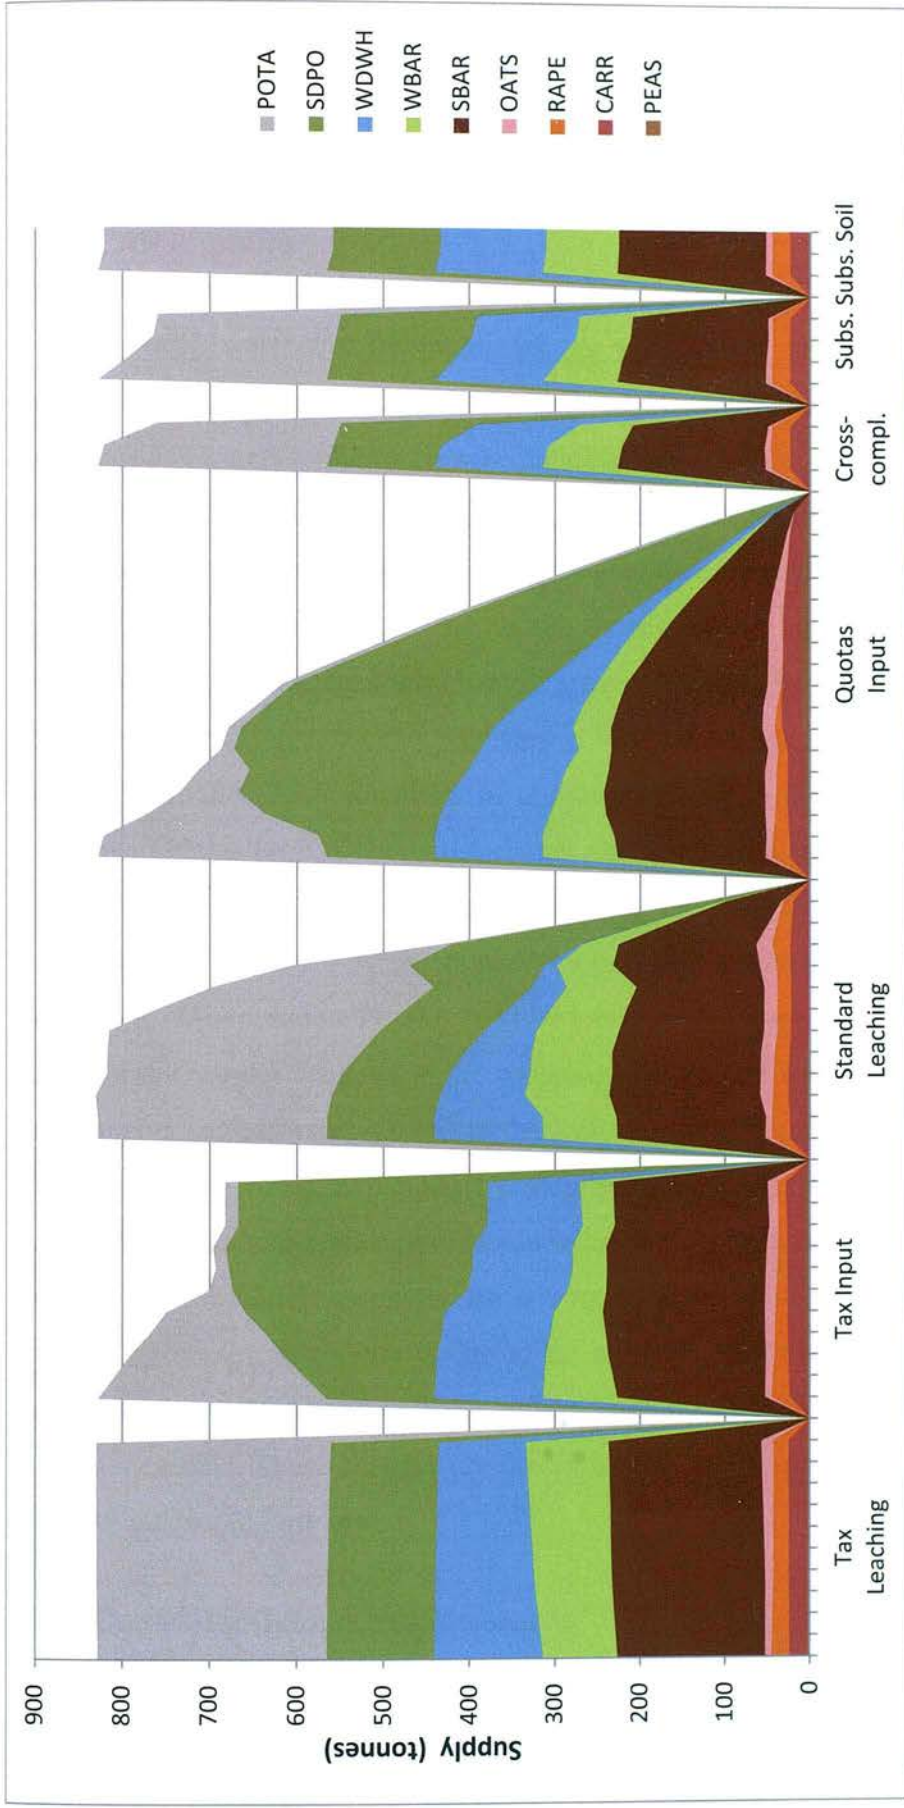 Supply (tonnes)
900
800
700
600
500
400
300
200
100
0
Tax
Leaching
Tax Input
Standard
Leaching
Quotas
Input
Cross-
compl.
Subs.
Subs. Soil
POTA
SDPO
WDWH
WBAR
SBAR
OATS
RAPE
CARR
PEAS